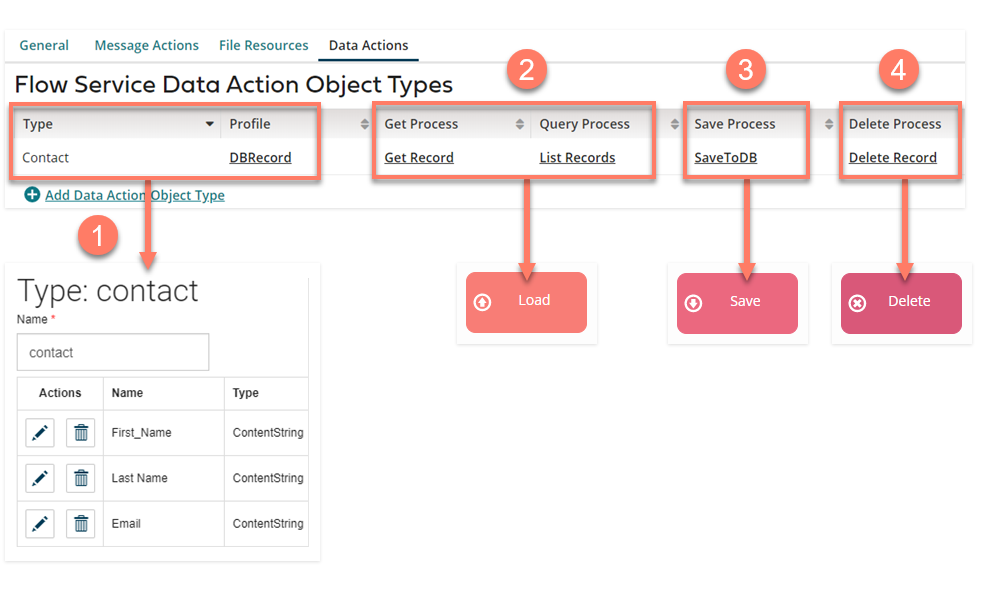 General Message Actions File Resources Data Actions
2 3 4
Flow Service Data Action Object Types
Type Profile Get Process Query Process Save Process Delete Process
Contact DBRecord Get Record List Records SaveToDB Delete Record
Add Data Action Object Type
1
Type: contact
Name *
contact
Load
Save
Delete
Actions Name Type
First_Name ContentString
Last Name ContentString
Email ContentString